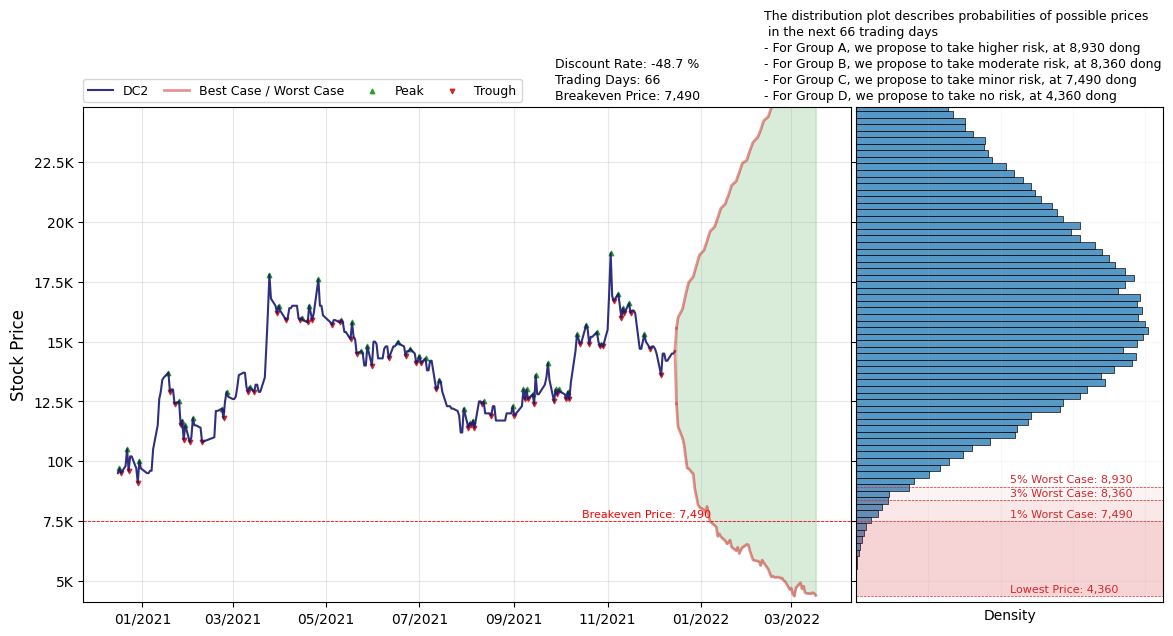 The distribution plot describes probabilities of possible prices
in the next 66 trading days
- For Group A, we propose to take higher risk, at 8,930 dong
- For Group B, we propose to take moderate risk, at 8,360 dong
- For Group C, we propose to take minor risk, at 7,490 dong
- For Group D, we propose to take no risk, at 4,360 dong
Discount Rate: -48.7 %
Trading Days: 66
Breakeven Price: 7,490
DC2
Best Case / Worst Case
Peak
Trough
Stock Price
22.5K
20K
17.5K
15K
12.5K
10K
7.5K
5K
Breakeven Price: 7,490
01/2021
03/2021
05/2021
07/2021
09/2021
11/2021
01/2022
03/2022
5% Worst Case: 8,930
3% Worst Case: 8,360
1% Worst Case: 7,490
Lowest Price: 4,360
Density